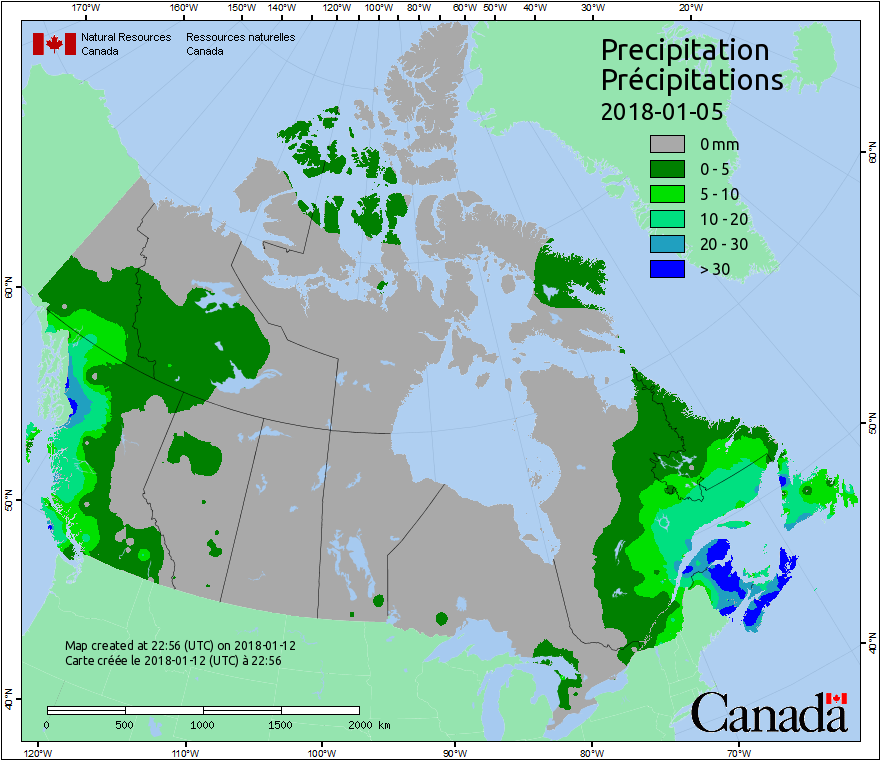 170°W 160°W 150°W 140°W 130°W 120°W 110°W 100°W 90°W 80°W 60°W 50°W 40°W 30°W 20°W
Natural Resources Canada
Ressources naturelles Canada
Precipitation
Précipitations
2018-01-05
0 mm
0 - 5
5 - 10
10 - 20
20 - 30
> 30
60°N
60°N
50°N
50°N
40°N
40°N
Map created at 22:56 (UTC) on 2018-01-12
Carte créée le 2018-01-12 (UTC) à 22:56
0 500 1000 1500 2000 km
Canada
120°W 110°W 100°W 90°W 80°W 70°W